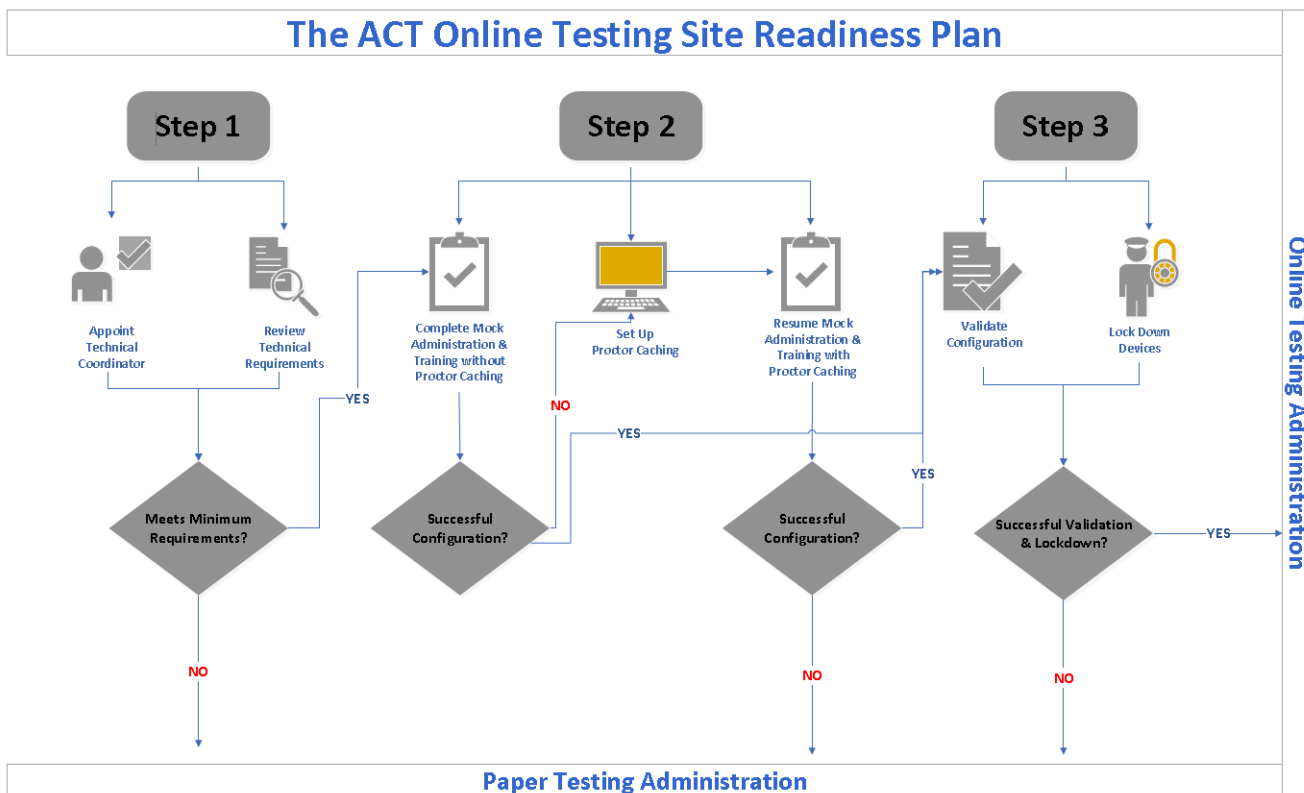 The ACT Online Testing Site Readiness Plan
Step 1
Step 2
Step 3
Appoint
Technical
Coordinator
Review
Technical
Requirements
Complete Mock
Administration &
Training without
Proctor Caching
Set Up
Proctor Caching
Resume Mock
Administration &
Training with
Proctor Caching
Validate
Configuration
Lock Down
Devices
YES
NO
YES
YES
Meets Minimum
Requirements?
Successful
Configuration?
Successful
Configuration?
Successful Validation
& Lockdown?
YES
NO
NO
NO
Paper Testing Administration
Online Testing Administration